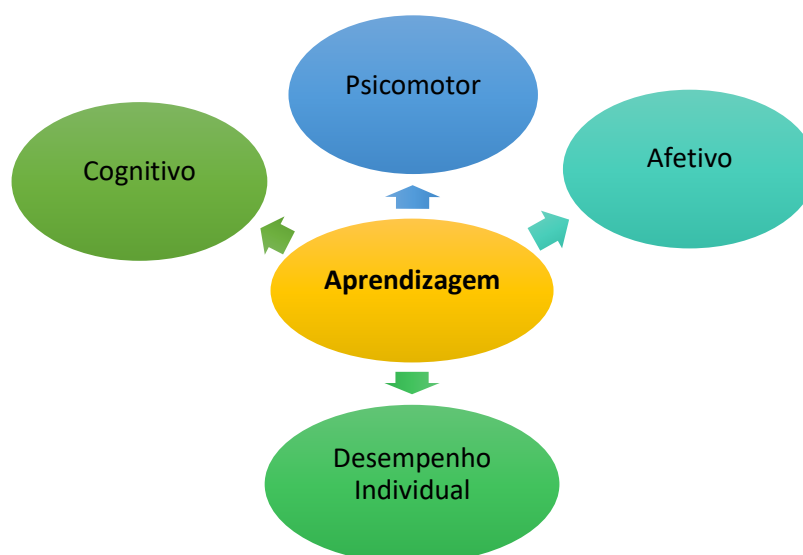 Psicomotor
Cognitivo
Afetivo
Aprendizagem
Desempenho
Individual